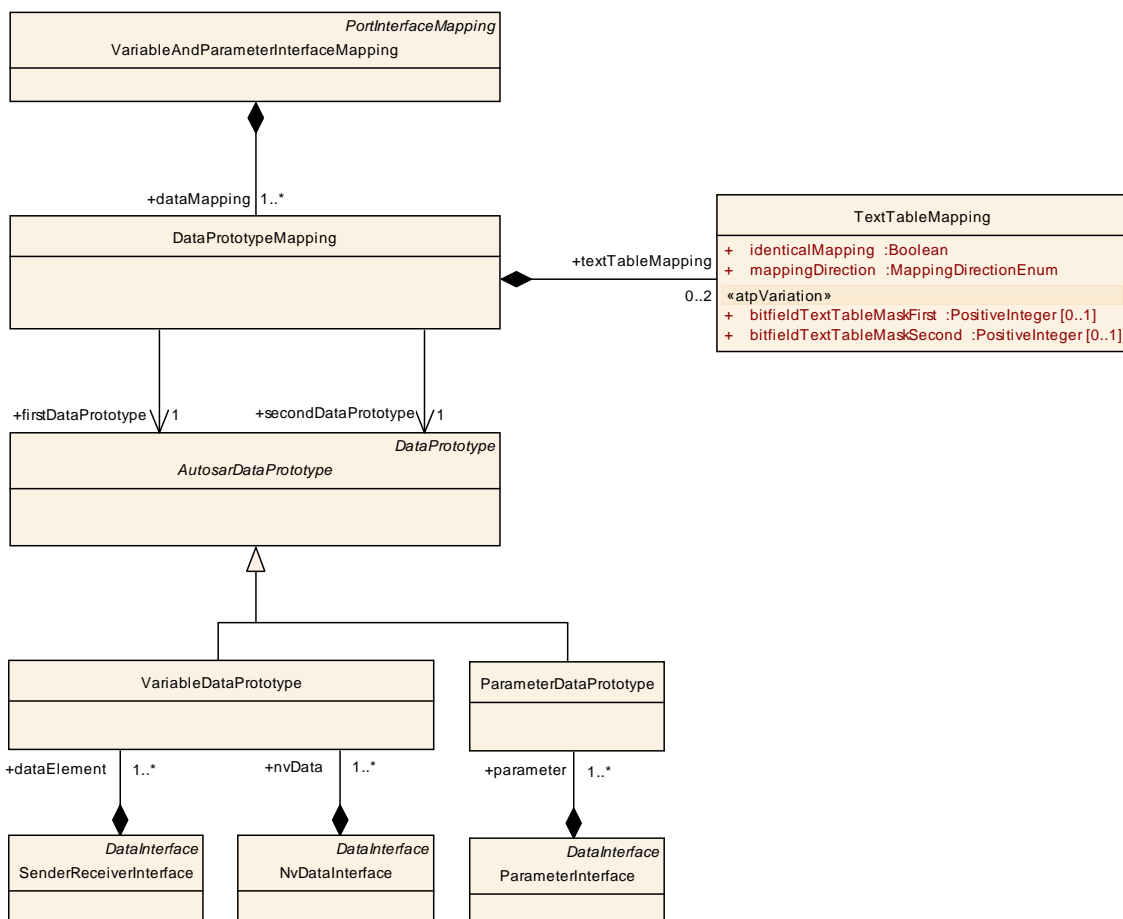 PortInterfaceMapping
VariableAndParameterInterfaceMapping
+dataMapping 1..*
DataPrototypeMapping
+textTableMapping
0..2
TextTableMapping
+ identicalMapping :Boolean
+ mappingDirection :MappingDirectionEnum
«atpVariation»
+ bitfieldTextTableMaskFirst :PositiveInteger [0..1]
+ bitfieldTextTableMaskSecond :PositiveInteger [0..1]
+firstDataPrototype 1
+secondDataPrototype 1
DataPrototype
AutosarDataPrototype
VariableDataPrototype
ParameterDataPrototype
+dataElement 1..*
+nvData 1..*
+parameter 1..*
DataInterface
SenderReceiverInterface
DataInterface
NvDataInterface
DataInterface
ParameterInterface